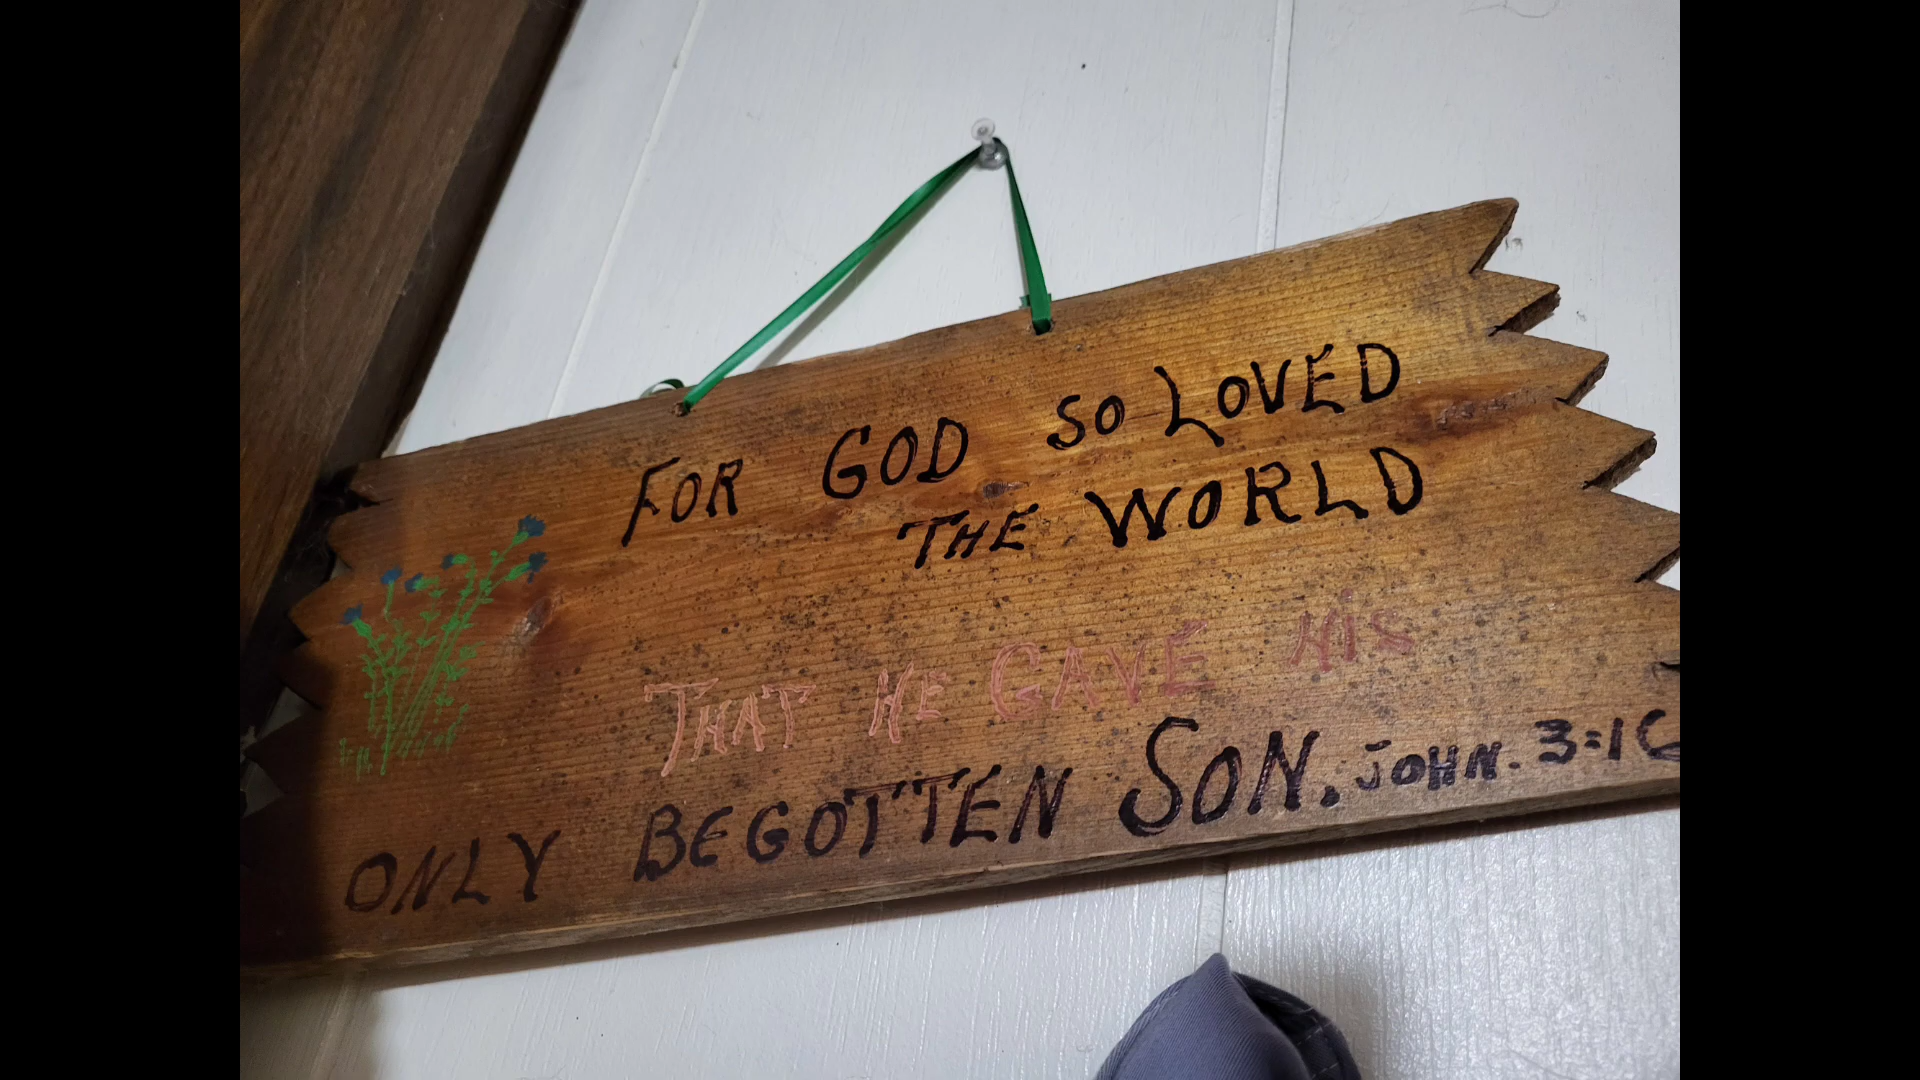 FOR GOD SO LOVED
THE WORLD
THAT HE GAVE HiS
ONLY BEGOTTEN SON. JOHN. 3:16